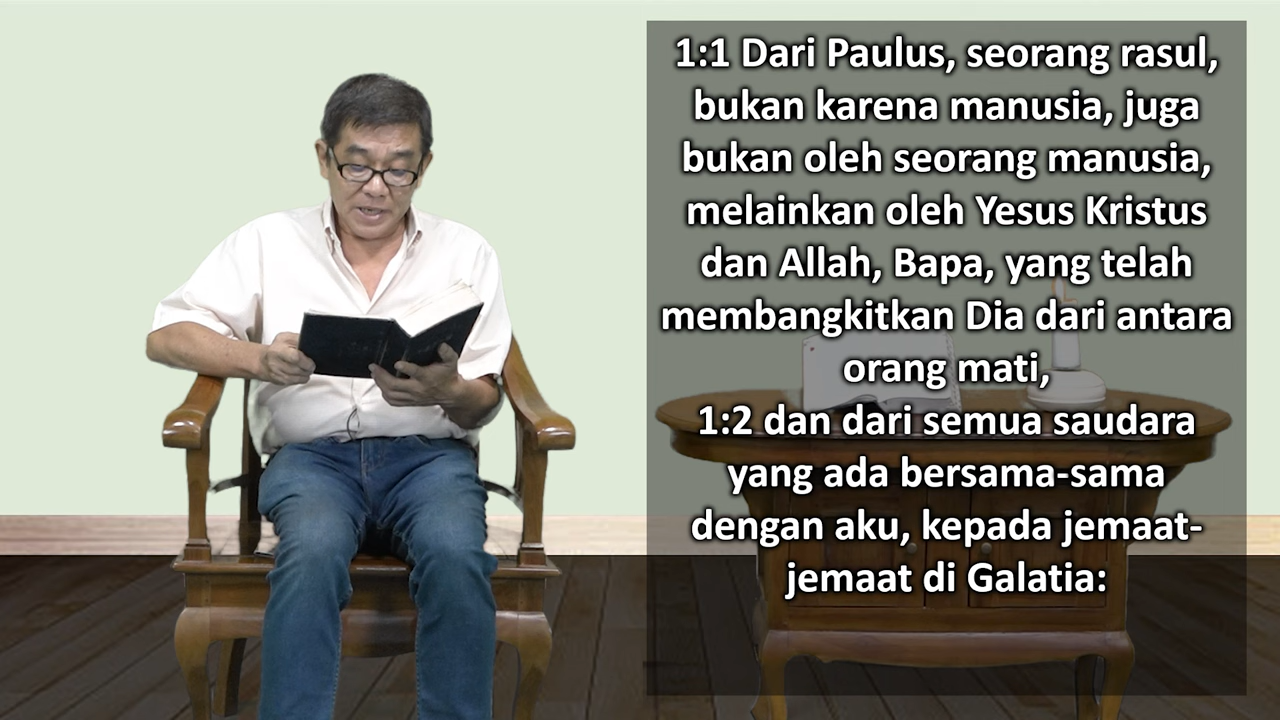 1:1 Dari Paulus, seorang rasul,
bukan karena manusia, juga
bukan oleh seorang manusia,
melainkan oleh Yesus Kristus
dan Allah, Bapa, yang telah
membangkitkan Dia dari antara
orang mati,
1:2 dan dari semua saudara
yang ada bersama-sama
dengan aku, kepada jemaat-
jemaat di Galatia: